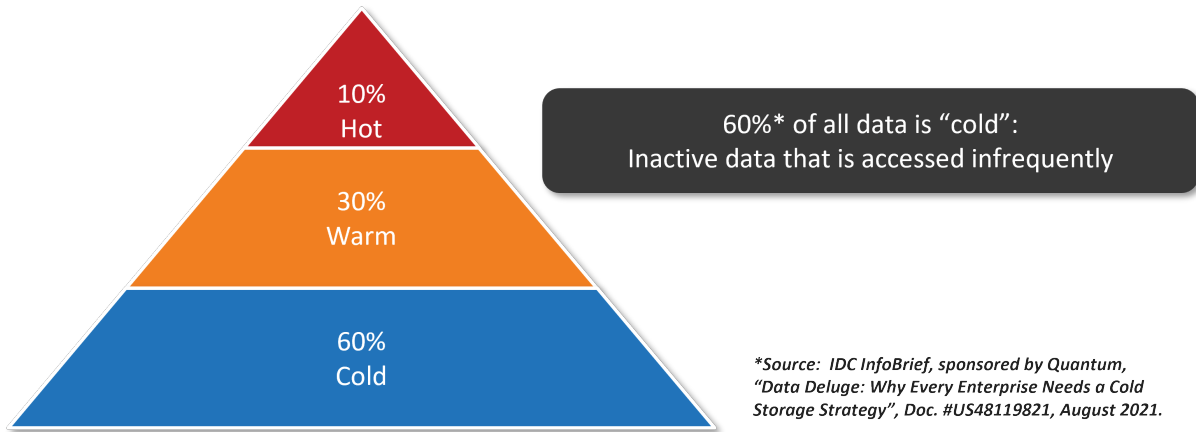 10%
Hot
30%
Warm
60%
Cold
60%* of all data is “cold”:
Inactive data that is accessed infrequently
*Source:  IDC InfoBrief, sponsored by Quantum,
“Data Deluge: Why Every Enterprise Needs a Cold
Storage Strategy”, Doc. #US48119821, August 2021.